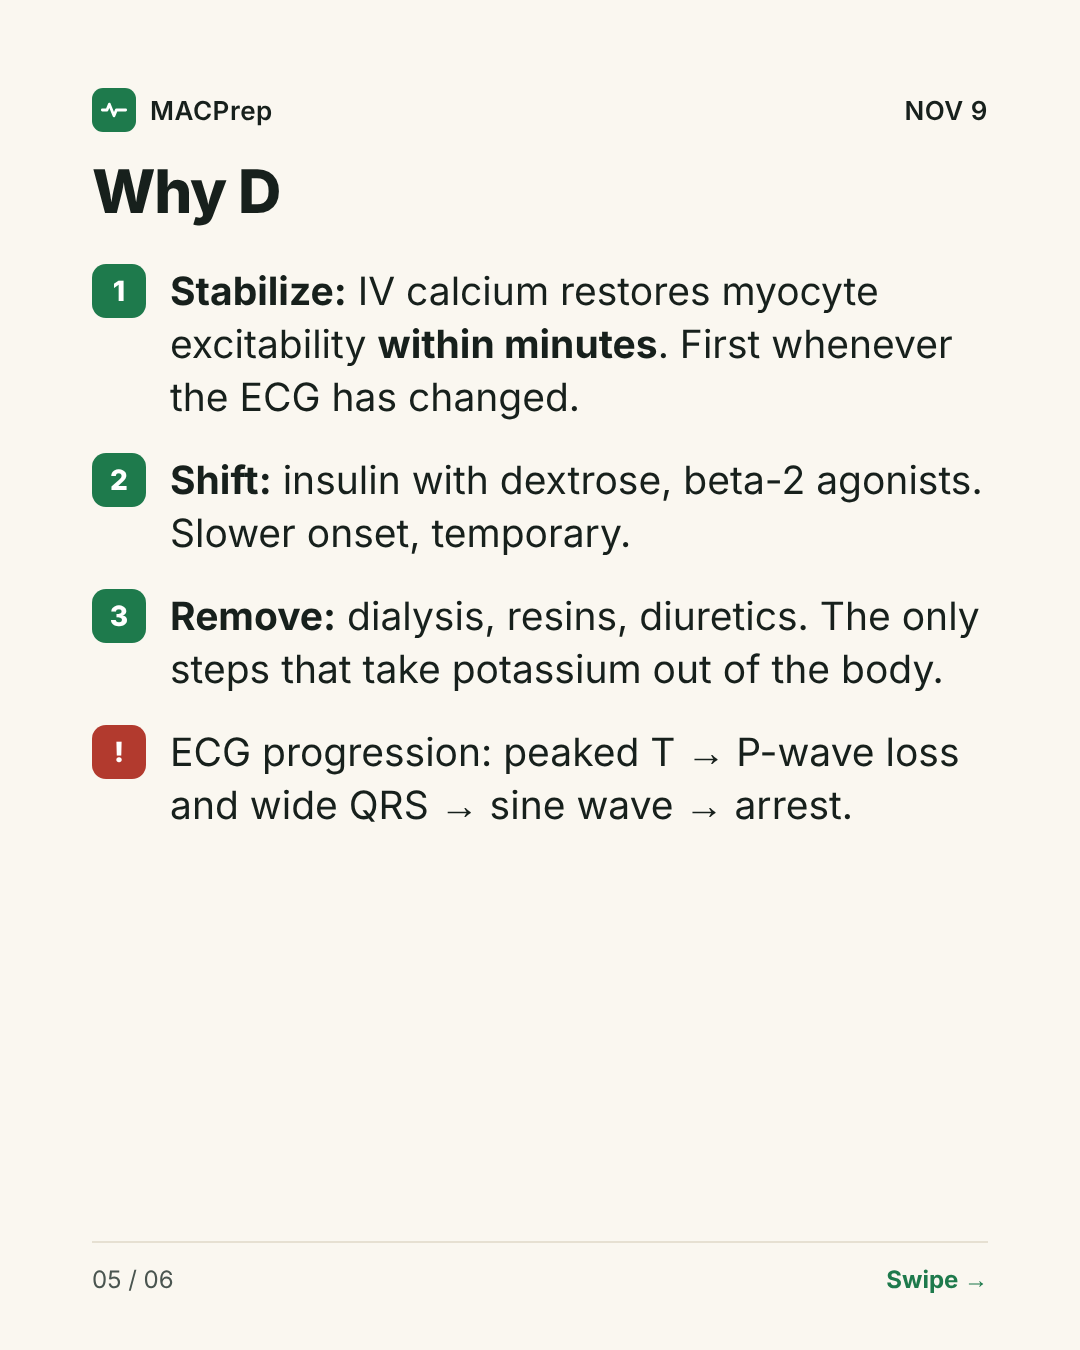 MACPrep
NOV 9
Why D
1
Stabilize: IV calcium restores myocyte
excitability within minutes. First whenever
the ECG has changed.
2
Shift: insulin with dextrose, beta-2 agonists.
Slower onset, temporary.
3
Remove: dialysis, resins, diuretics. The only
steps that take potassium out of the body.
!
ECG progression: peaked T → P-wave loss
and wide QRS → sine wave → arrest.
05 / 06
Swipe →